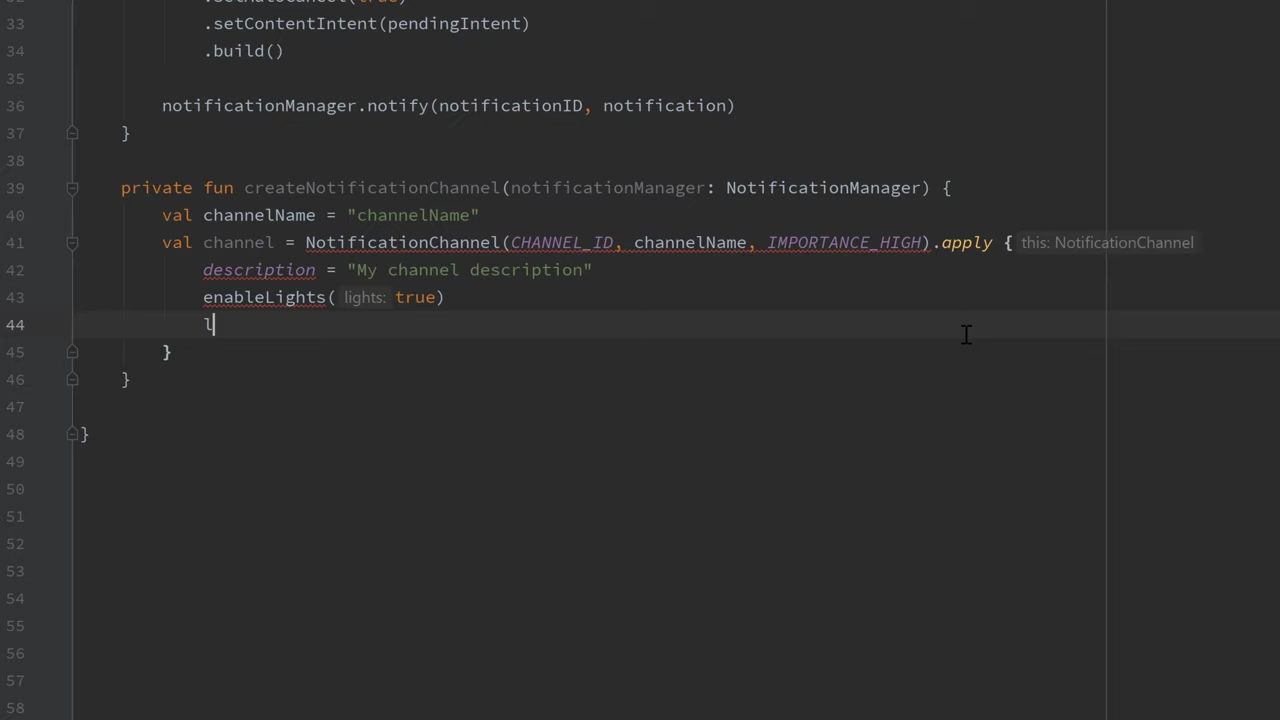 32 .setAutoCancel(true)
33 .setContentIntent(pendingIntent)
34 .build()
35
36 notificationManager.notify(notificationID, notification)
37 }
38
39 private fun createNotificationChannel(notificationManager: NotificationManager) {
40 val channelName = "channelName"
41 val channel = NotificationChannel(CHANNEL_ID, channelName, IMPORTANCE_HIGH).apply { this: NotificationChannel
42 description = "My channel description"
43 enableLights( lights: true)
44 l
45 }
46 }
47
48 }
49
50
51
52
53
54
55
56
57
58